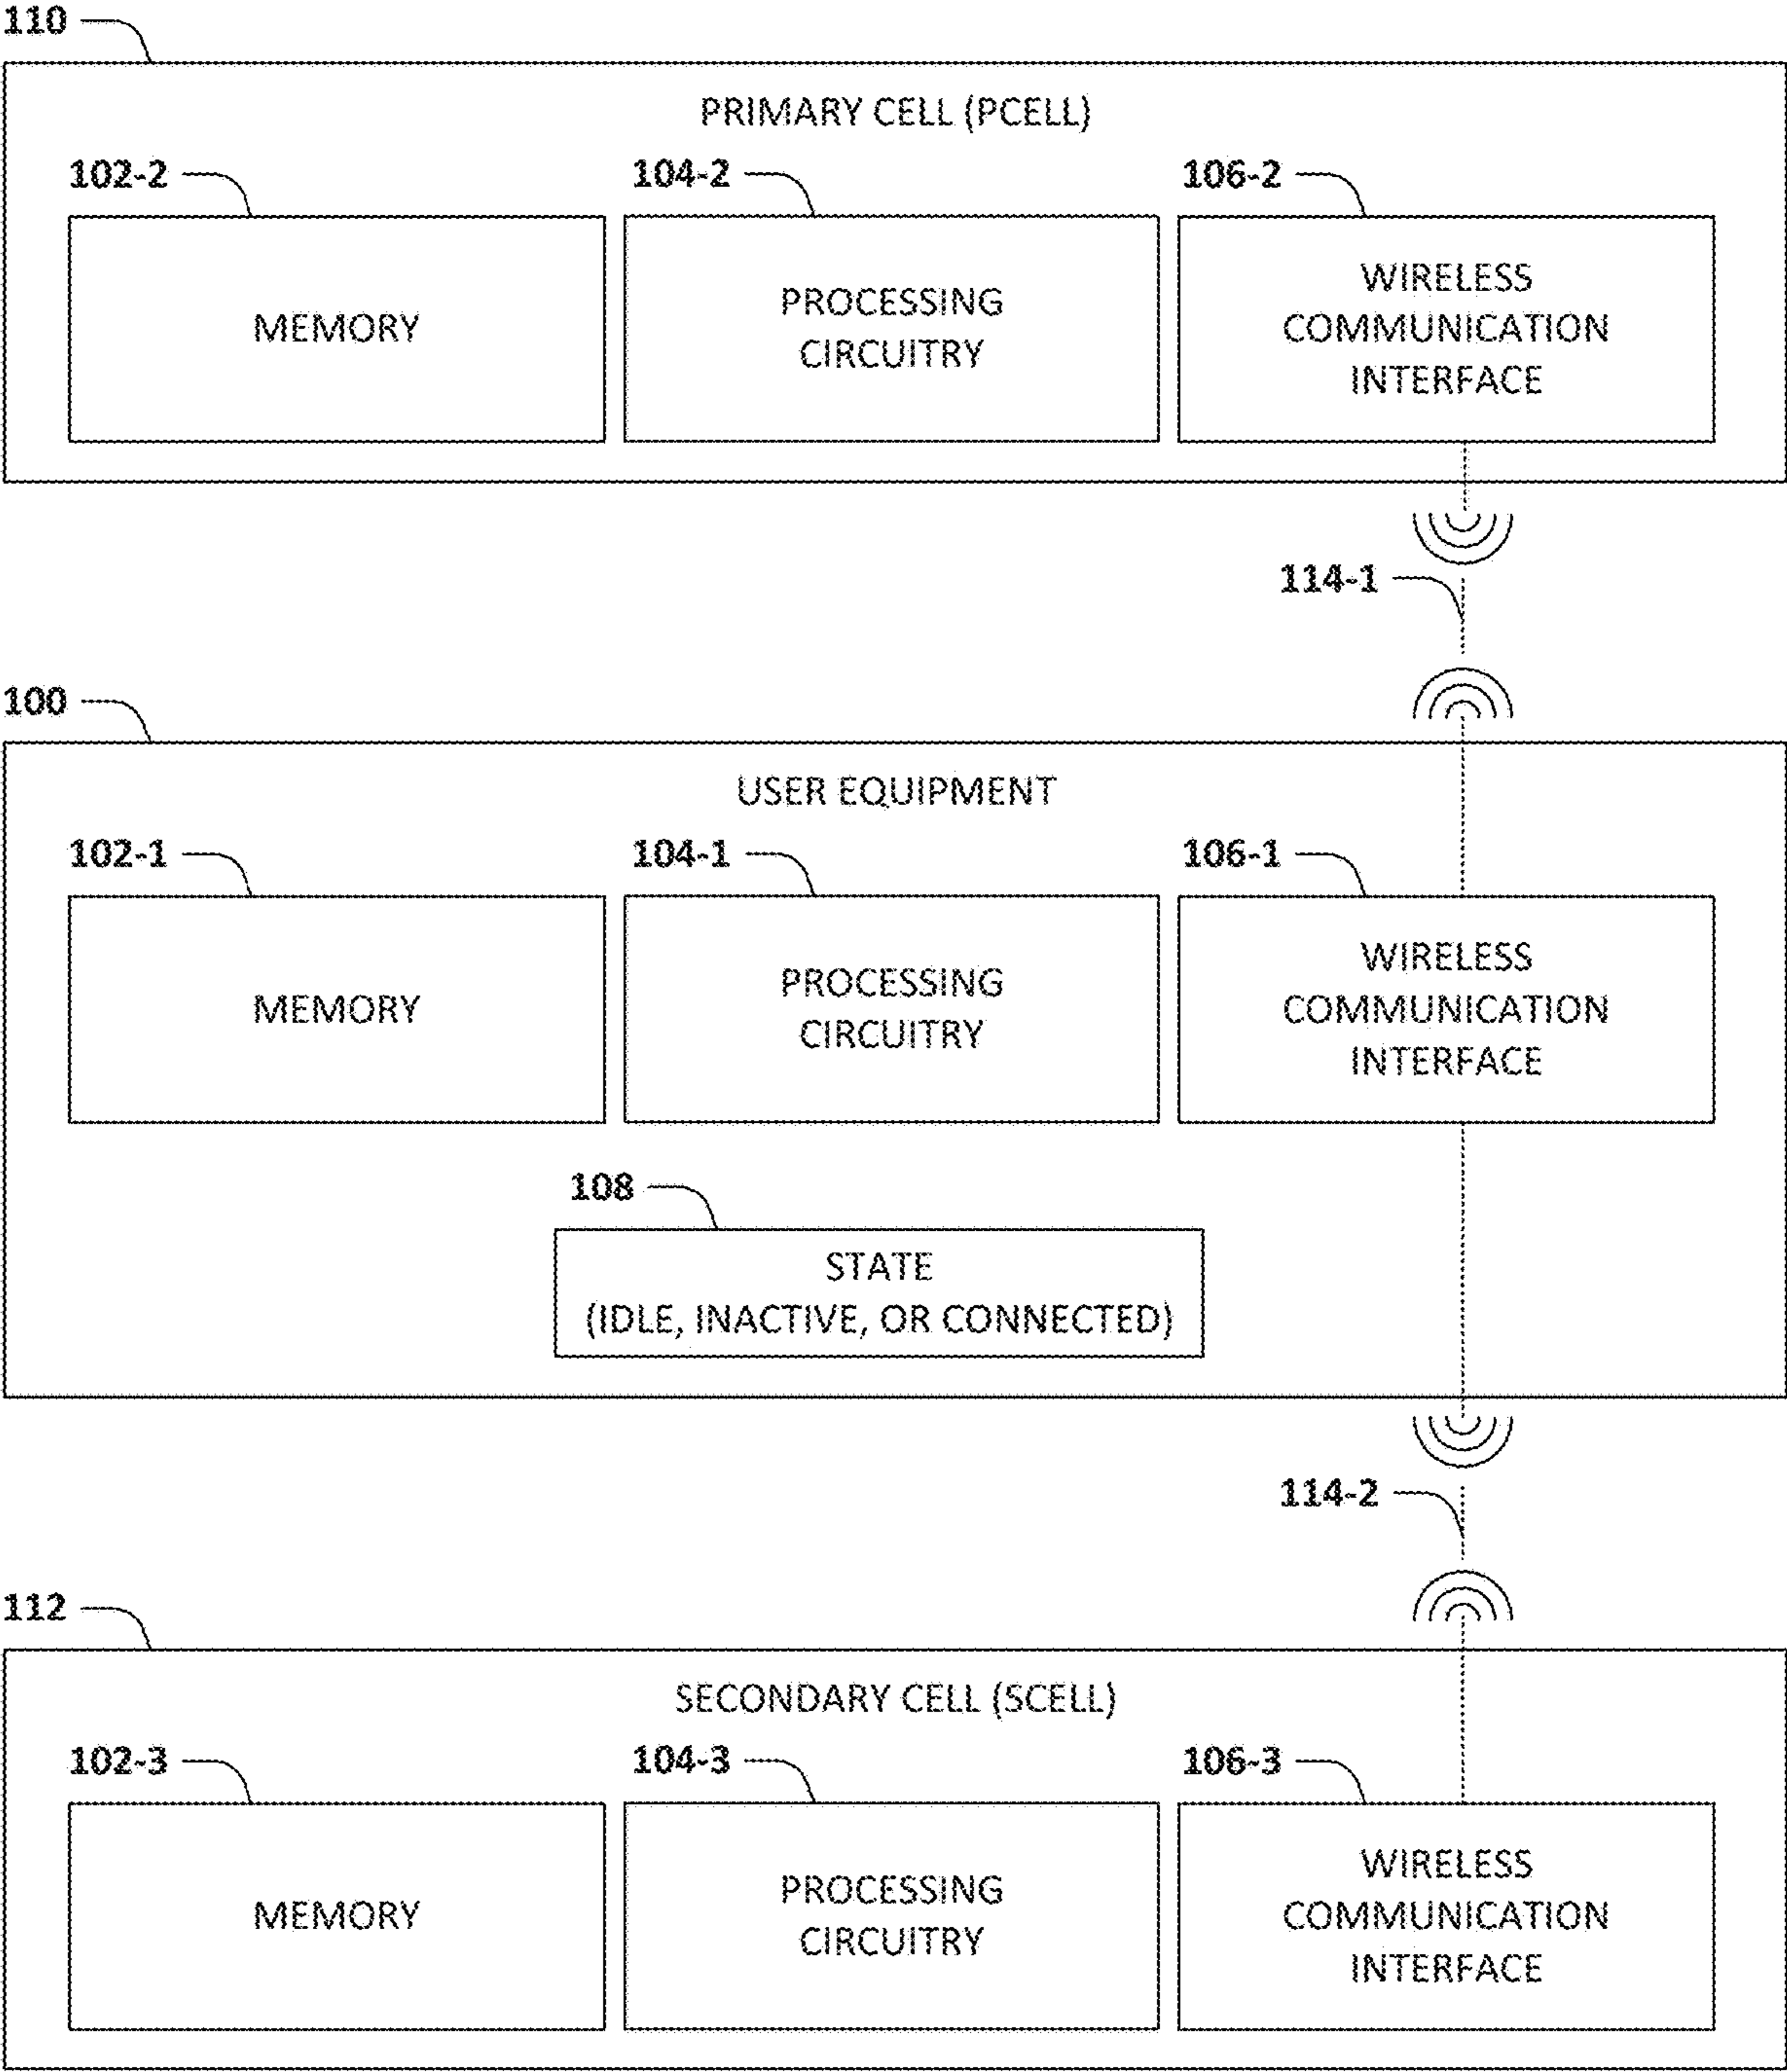 110
PRIMARY CELL (PCELL)
102-2
104-2
106-2
MEMORY
PROCESSING
CIRCUITRY
WIRELESS
COMMUNICATION
INTERFACE
114-1
100
USER EQUIPMENT
102-1
104-1
106-1
MEMORY
PROCESSING
CIRCUITRY
WIRELESS
COMMUNICATION
INTERFACE
108
STATE
(IDLE, INACTIVE, OR CONNECTED)
114-2
112
SECONDARY CELL (SCELL)
102-3
104-3
106-3
MEMORY
PROCESSING
CIRCUITRY
WIRELESS
COMMUNICATION
INTERFACE